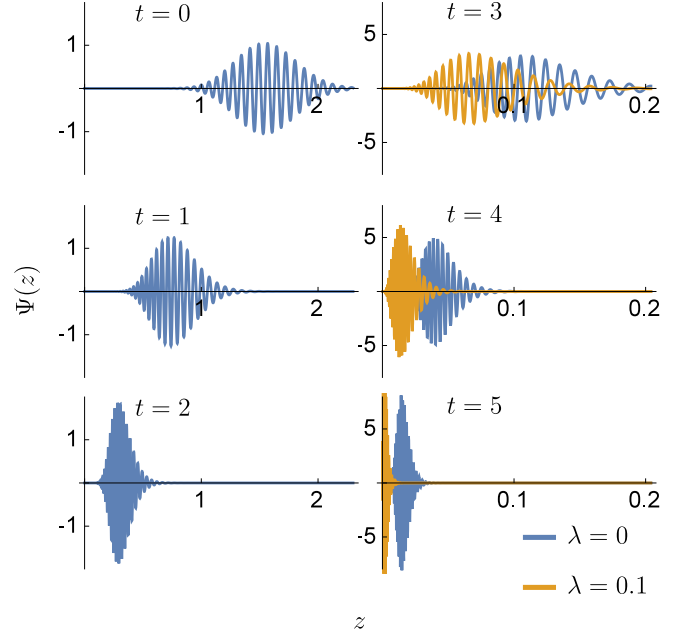 t = 0
1
-1
1 2
t = 3
5
-5
0.1 0.2
t = 1
1
-1
1 2
t = 4
5
-5
0.1 0.2
t = 2
1
-1
1 2
t = 5
5
-5
0.1 0.2
Ψ(z)
z
λ = 0
λ = 0.1